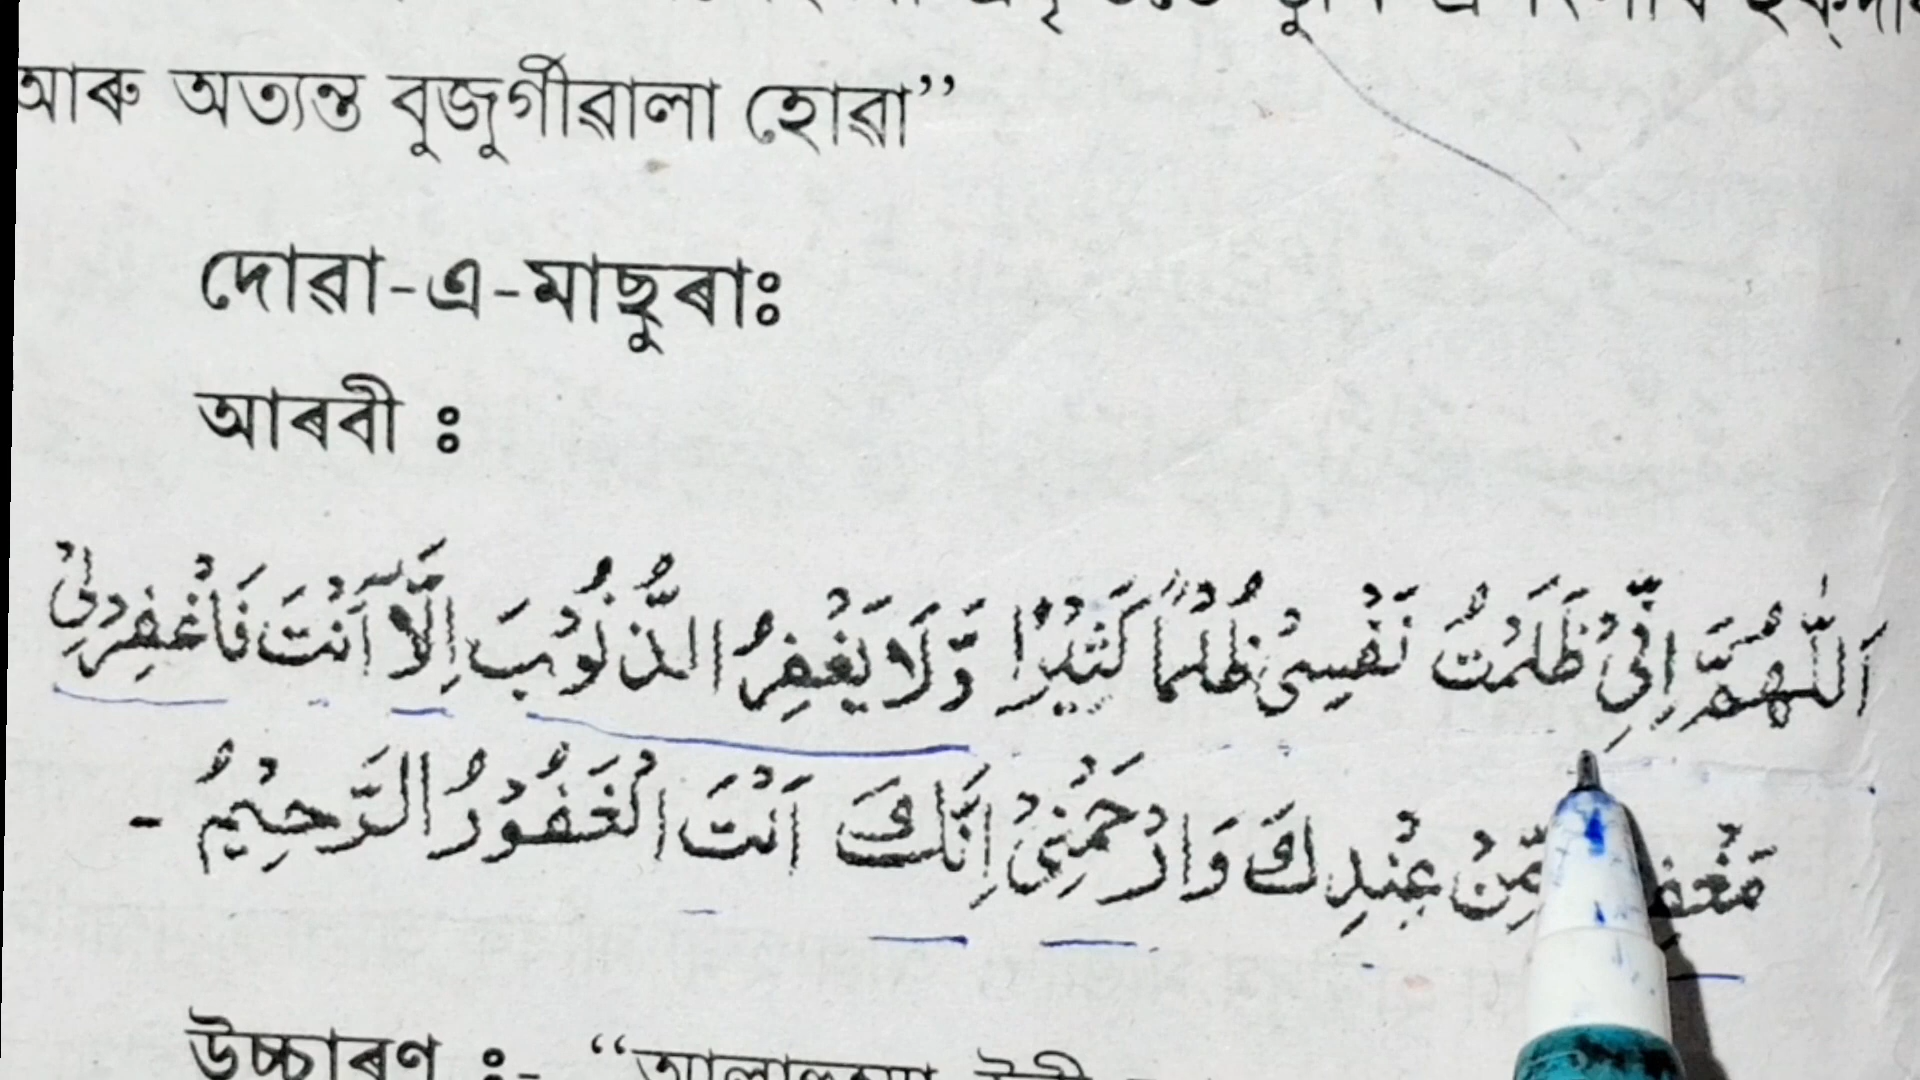 আৰু অত্যন্ত বুজুৰ্গীৱালা হোৱা”
দোৱা-এ-মাছুৰাঃ
আৰবী ঃ
اَللّٰهُمَّ اِنِّىْ ظَلَمْتُ نَفْسِىْ ظُلْمًا كَثِيْرًا وَّلَا يَغْفِرُ الذُّنُوْبَ اِلَّا اَنْتَ فَاغْفِرْلِىْ
مِّنْ عِنْدِكَ وَارْحَمْنِىْ اِنَّكَ اَنْتَ الْغَفُوْرُ الرَّحِيْمُ -
উচ্চাৰণ ঃ- “